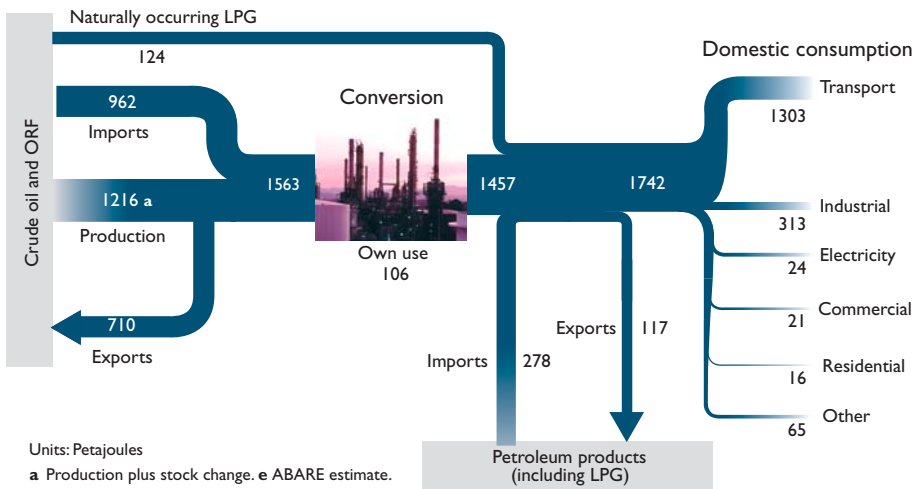 Naturally occurring LPG
124
Domestic consumption
Transport
1303
962
Imports
Conversion
Crude oil and ORF
1216 a
Production
1563
1457
1742
Industrial
313
Own use
106
Electricity
24
Commercial
21
710
Exports
Imports
278
Exports
117
Residential
16
Other
65
Units: Petajoules
a Production plus stock change. e ABARE estimate.
Petroleum products
(including LPG)